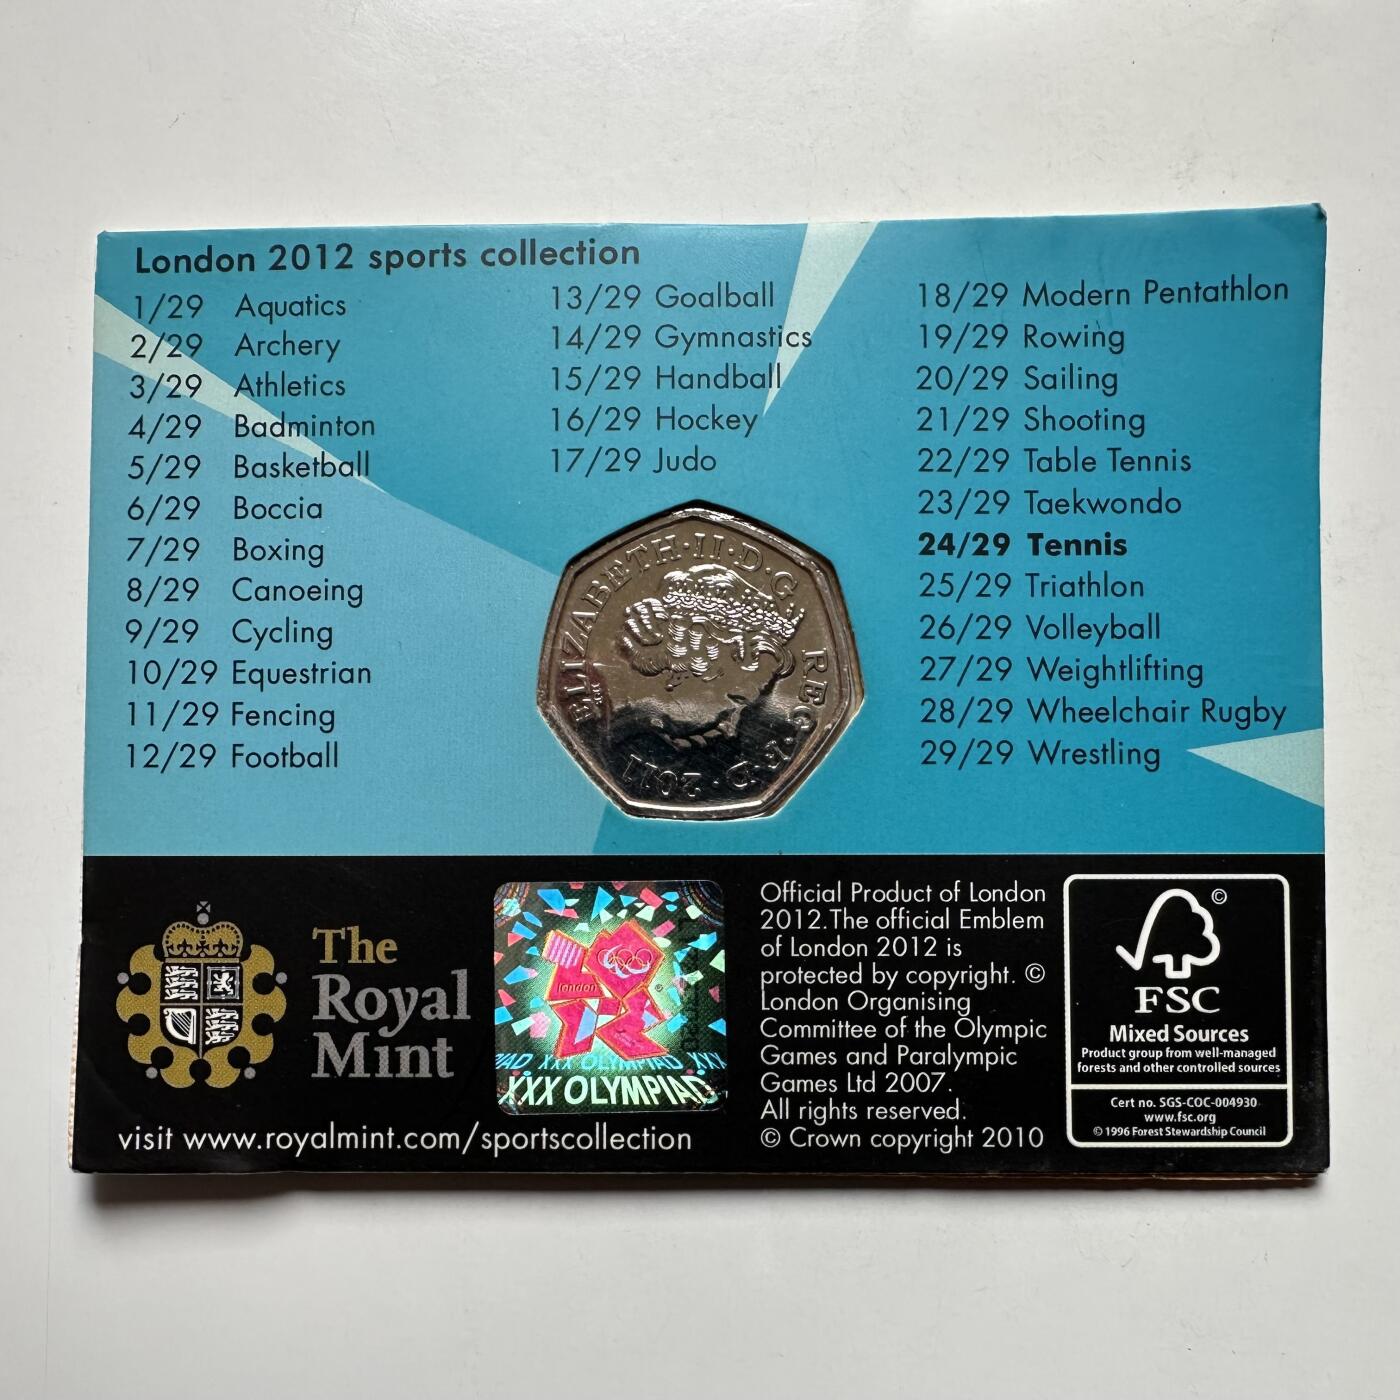 London 2012 sports collection
1/29 Aquatics
2/29 Archery
3/29 Athletics
4/29 Badminton
5/29 Basketball
6/29 Boccia
7/29 Boxing
8/29 Canoeing
9/29 Cycling
10/29 Equestrian
11/29 Fencing
12/29 Football
13/29 Goalball
14/29 Gymnastics
15/29 Handball
16/29 Hockey
17/29 Judo
18/29 Modern Pentathlon
19/29 Rowing
20/29 Sailing
21/29 Shooting
22/29 Table Tennis
23/29 Taekwondo
24/29 Tennis
25/29 Triathlon
26/29 Volleyball
27/29 Weightlifting
28/29 Wheelchair Rugby
29/29 Wrestling
ELIZABETH·II·D·G
REG·F·D·2011
The
Royal
Mint
visit www.royalmint.com/sportscollection
london
XXX OLYMPIAD XXX
XXX OLYMPIAD
Official Product of London
2012.The official Emblem
of London 2012 is
protected by copyright. ©
London Organising
Committee of the Olympic
Games and Paralympic
Games Ltd 2007.
All rights reserved.
© Crown copyright 2010
©
FSC
Mixed Sources
Product group from well-managed
forests and other controlled sources
Cert no. SGS-COC-004930
www.fsc.org
© 1996 Forest Stewardship Council